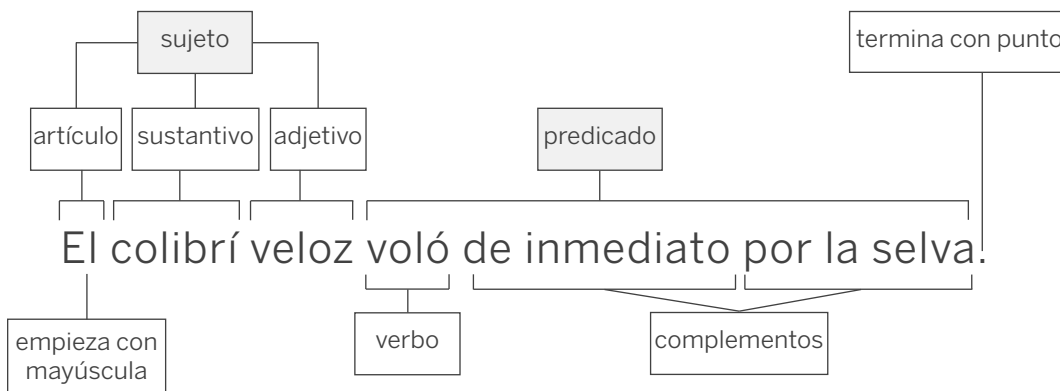 sujeto
termina con punto
artículo
sustantivo
adjetivo
predicado
El colibrí veloz voló de inmediato por la selva.
empieza con
mayúscula
verbo
complementos